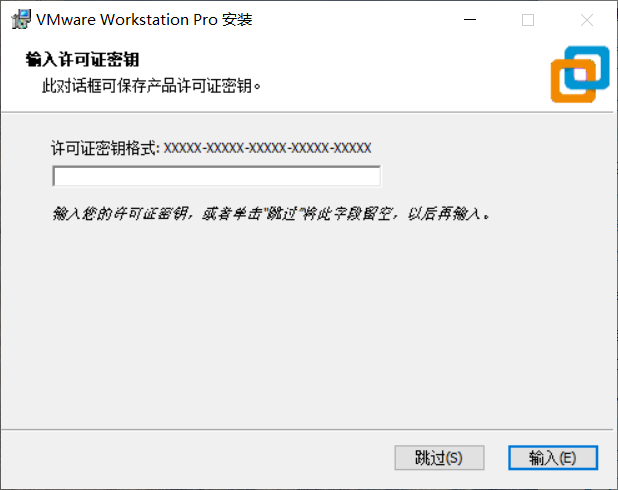 VMware Workstation Pro 安装
输入许可证密钥
此对话框可保存产品许可证密钥。
许可证密钥格式: XXXXX-XXXXX-XXXXX-XXXXX-XXXXX
输入您的许可证密钥，或者单击"跳过"将此字段留空，以后再输入。
跳过(S) 输入(E)